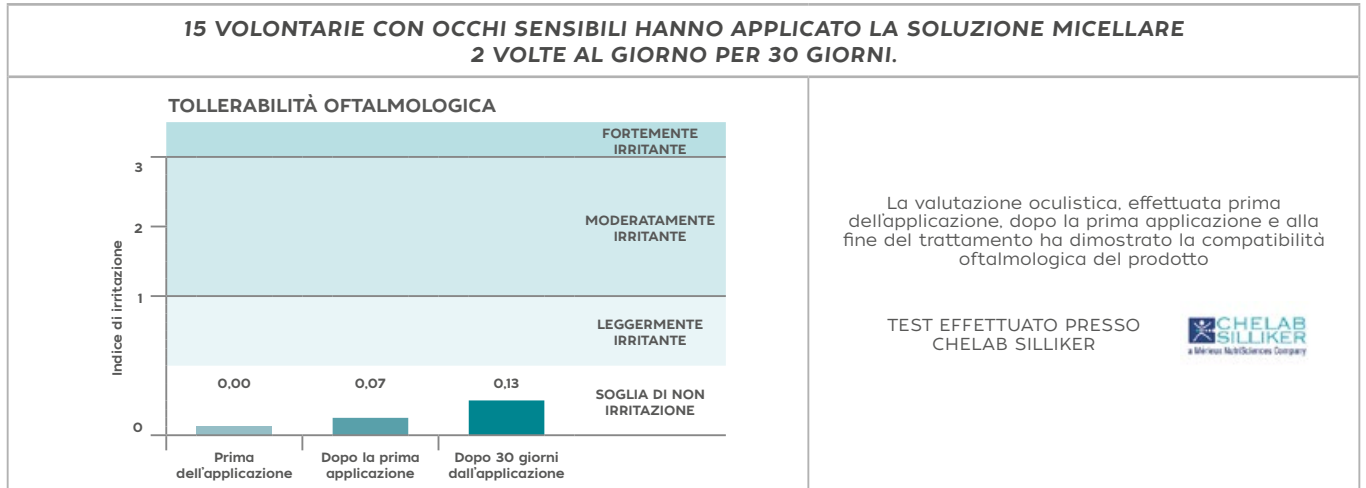 15 VOLONTARIE CON OCCHI SENSIBILI HANNO APPLICATO LA SOLUZIONE MICELLARE
2 VOLTE AL GIORNO PER 30 GIORNI.
TOLLERABILITÀ OFTALMOLOGICA
FORTEMENTE
IRRITANTE
3
MODERATAMENTE
IRRITANTE
2
1
Indice di irritazione
LEGGERMENTE
IRRITANTE
0,00
0,07
0,13
SOGLIA DI NON
IRRITAZIONE
0
Prima
dell'applicazione
Dopo la prima
applicazione
Dopo 30 giorni
dall'applicazione
La valutazione oculistica, effettuata prima
dell'applicazione, dopo la prima applicazione e alla
fine del trattamento ha dimostrato la compatibilità
oftalmologica del prodotto
TEST EFFETTUATO PRESSO
CHELAB SILLIKER
CHELAB
SILLIKER
a Mérieux NutriSciences Company